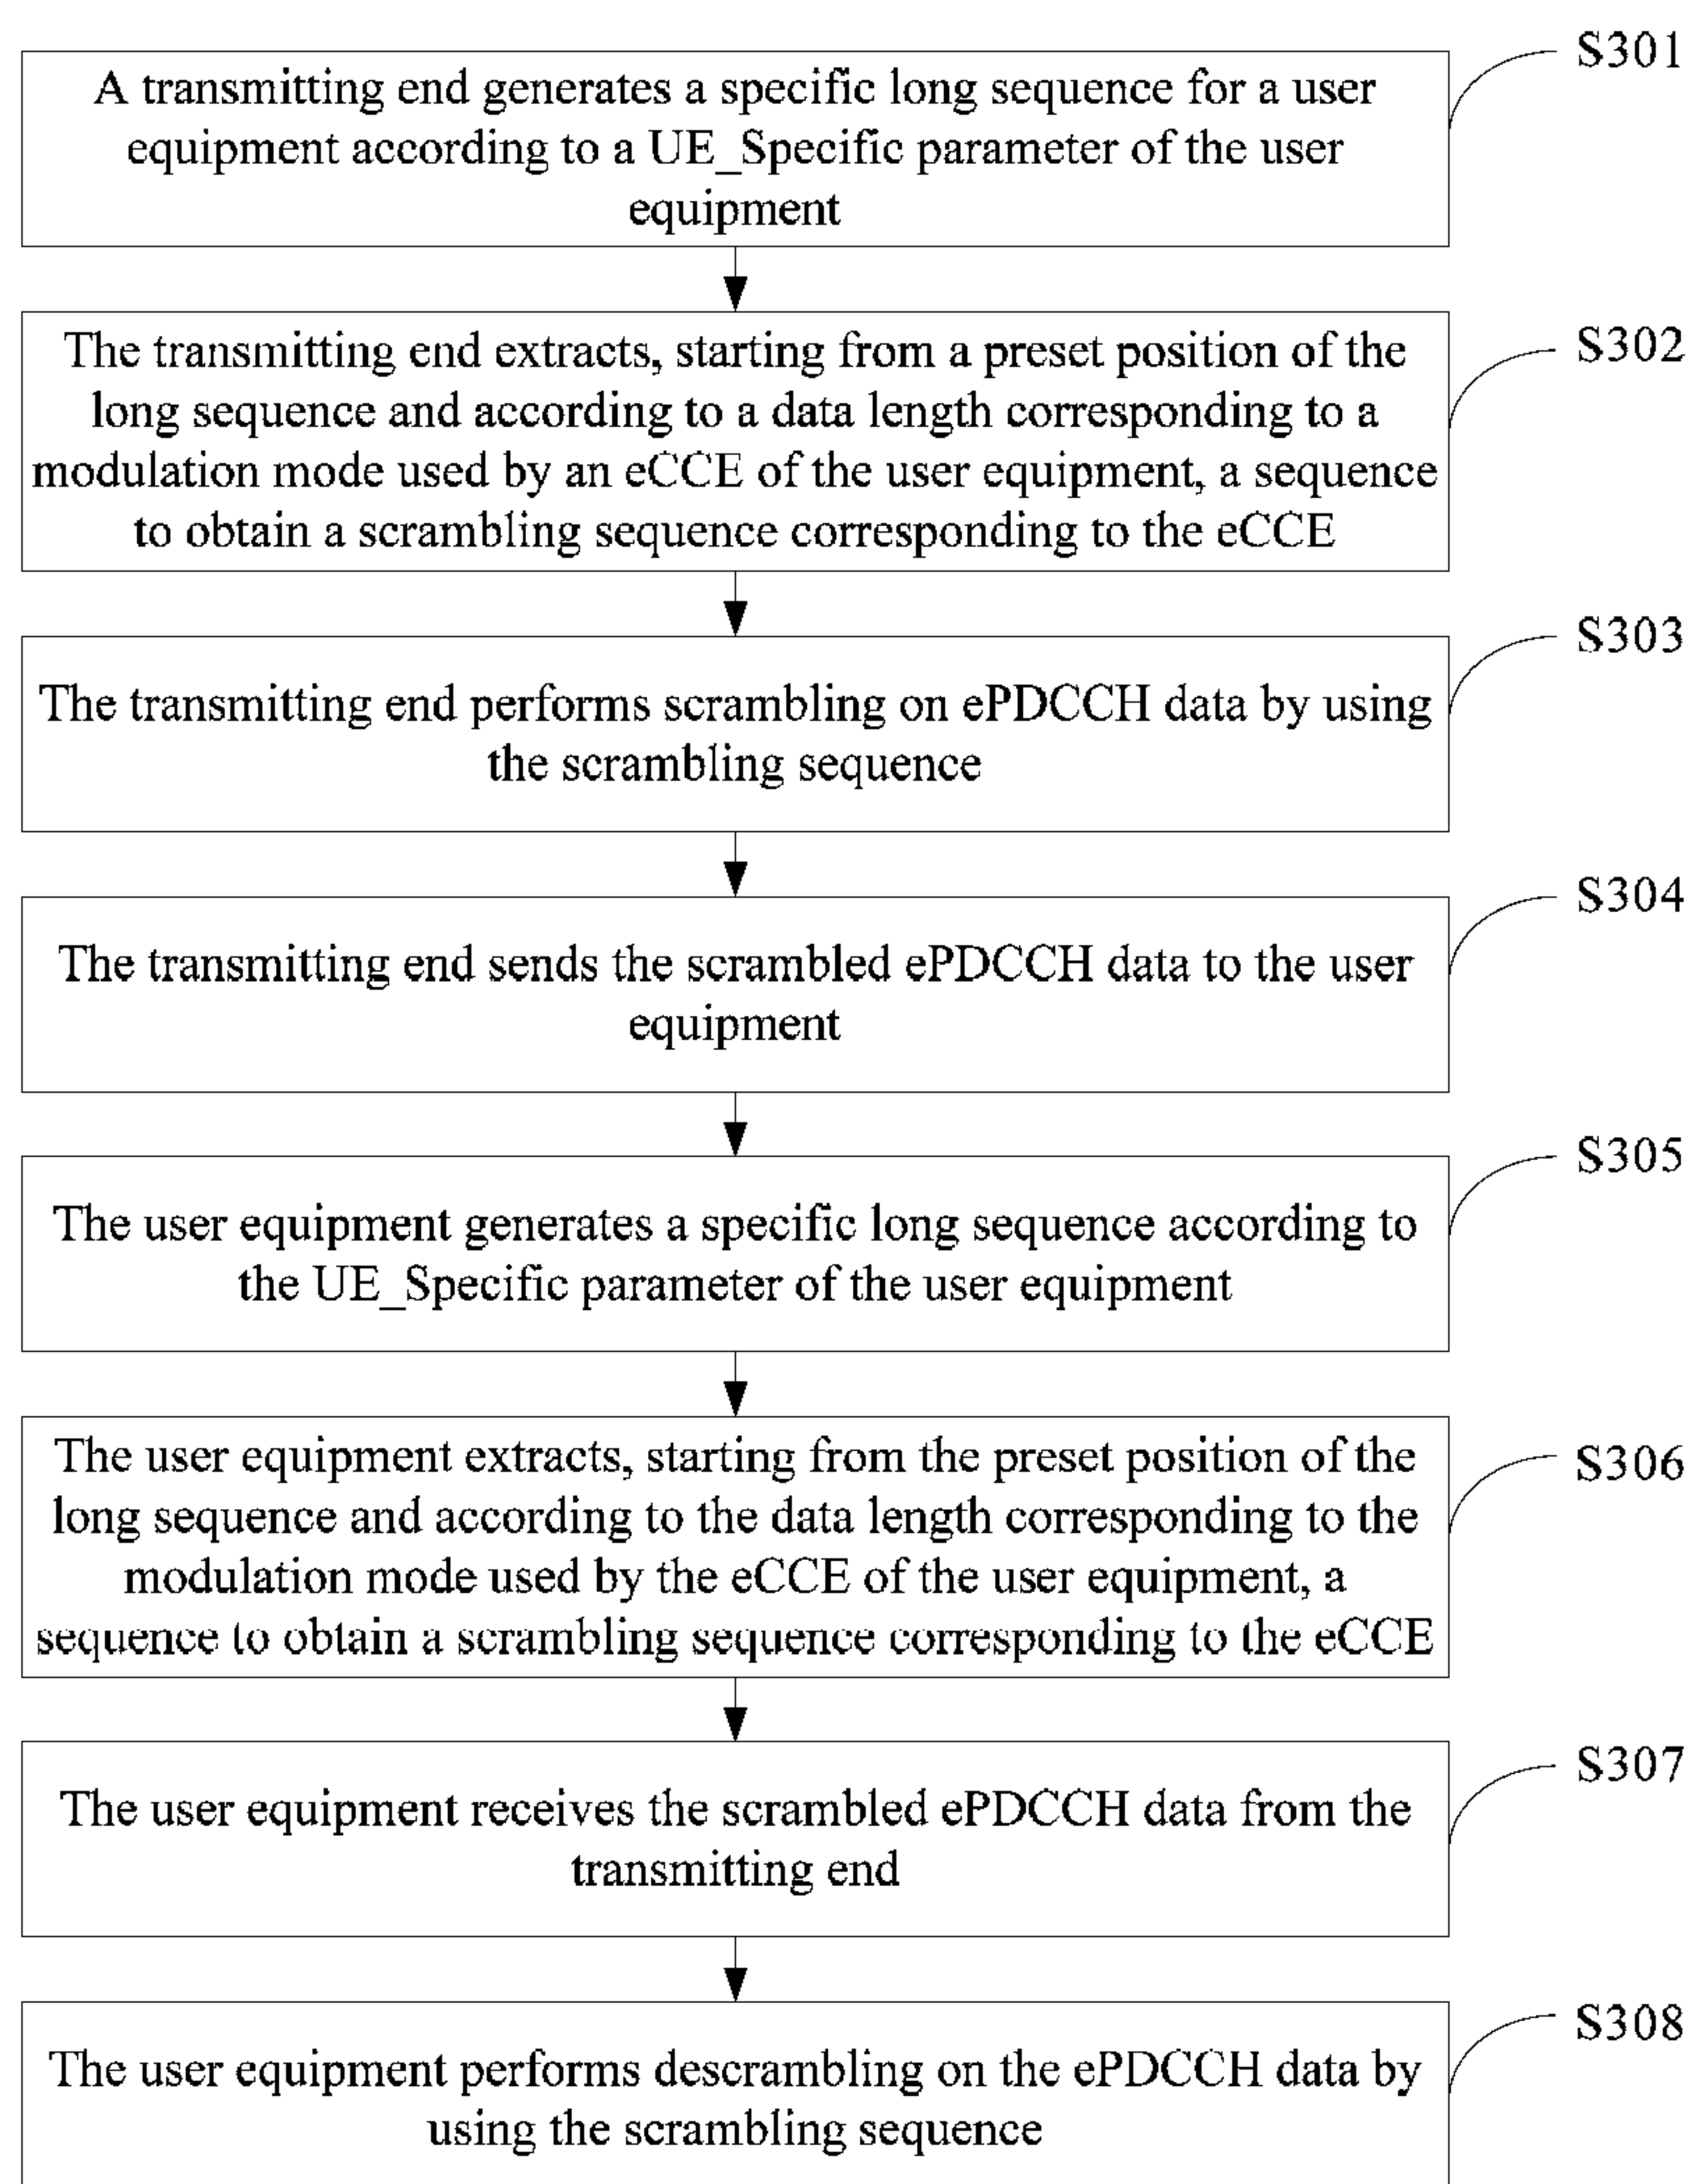 S301
A transmitting end generates a specific long sequence for a user
equipment according to a UE_Specific parameter of the user
equipment
S302
The transmitting end extracts, starting from a preset position of the
long sequence and according to a data length corresponding to a
modulation mode used by an eCCE of the user equipment, a sequence
to obtain a scrambling sequence corresponding to the eCCE
S303
The transmitting end performs scrambling on ePDCCH data by using
the scrambling sequence
S304
The transmitting end sends the scrambled ePDCCH data to the user
equipment
S305
The user equipment generates a specific long sequence according to
the UE_Specific parameter of the user equipment
S306
The user equipment extracts, starting from the preset position of the
long sequence and according to the data length corresponding to the
modulation mode used by the eCCE of the user equipment, a
sequence to obtain a scrambling sequence corresponding to the eCCE
S307
The user equipment receives the scrambled ePDCCH data from the
transmitting end
S308
The user equipment performs descrambling on the ePDCCH data by
using the scrambling sequence